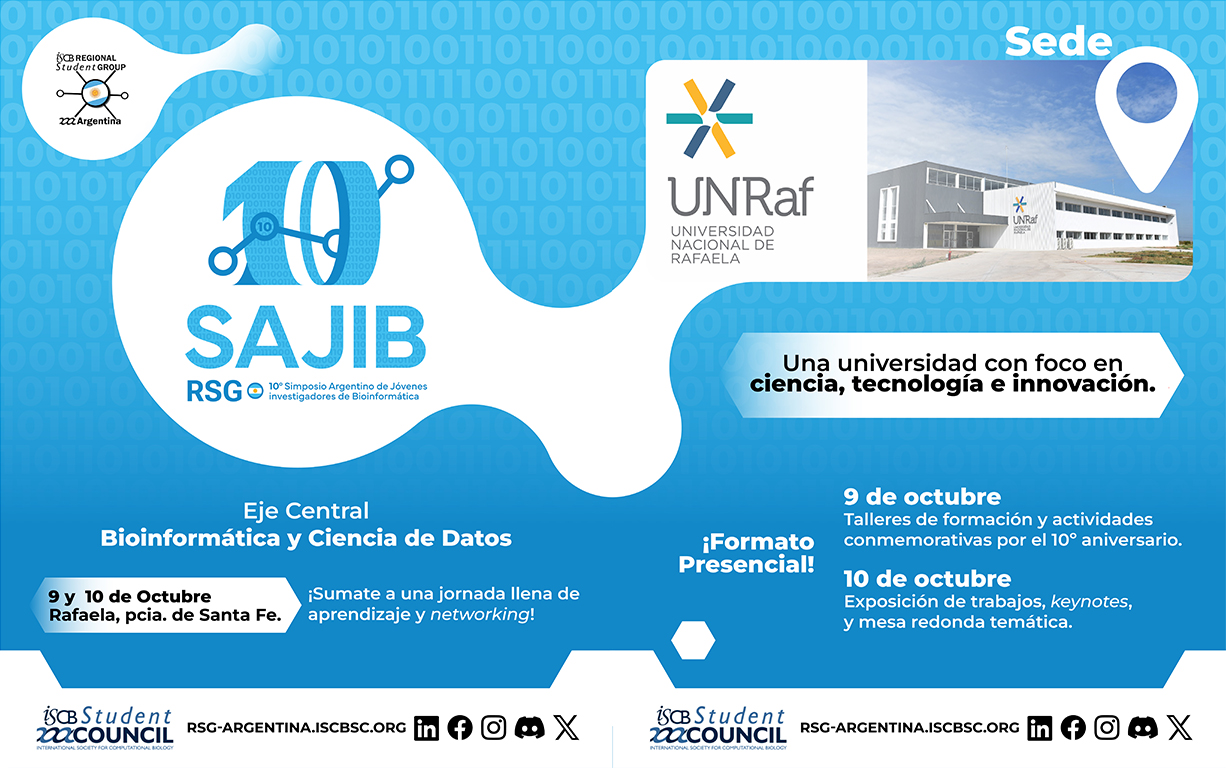 iSCB REGIONAL
Student GROUP
Argentina
10
10
SAJIB
RSG
10º Simposio Argentino de Jóvenes
investigadores de Bioinformática
Eje Central
Bioinformática y Ciencia de Datos
9 y 10 de Octubre
Rafaela, pcia. de Santa Fe.
¡Sumate a una jornada llena de
aprendizaje y networking!
iSCB Student
COUNCIL
INTERNATIONAL SOCIETY FOR COMPUTATIONAL BIOLOGY
RSG-ARGENTINA.ISCBSC.ORG
Sede
UNRaf
UNIVERSIDAD
NACIONAL DE
RAFAELA
UNRaf
Una universidad con foco en
ciencia, tecnología e innovación.
¡Formato
Presencial!
9 de octubre
Talleres de formación y actividades
conmemorativas por el 10º aniversario.
10 de octubre
Exposición de trabajos, keynotes,
y mesa redonda temática.
iSCB Student
COUNCIL
INTERNATIONAL SOCIETY FOR COMPUTATIONAL BIOLOGY
RSG-ARGENTINA.ISCBSC.ORG